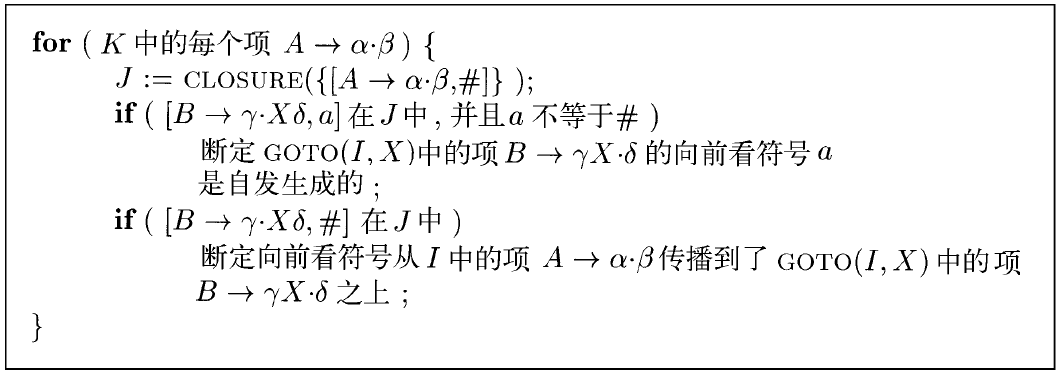 for ( K 中的每个项 A → α·β ) {
J := CLOSURE({[A → α·β,#]} );
if ( [B → γ·Xδ, a] 在 J 中 , 并且 a 不等于 # )
断定 GOTO(I, X)中的项 B → γX·δ 的向前看符号 a
是自发生成的 ;
if ( [B → γ·Xδ, #] 在 J 中 )
断定向前看符号从 I 中的项 A → α·β 传播到了 GOTO(I, X) 中的项
B → γX·δ 之上 ;
}